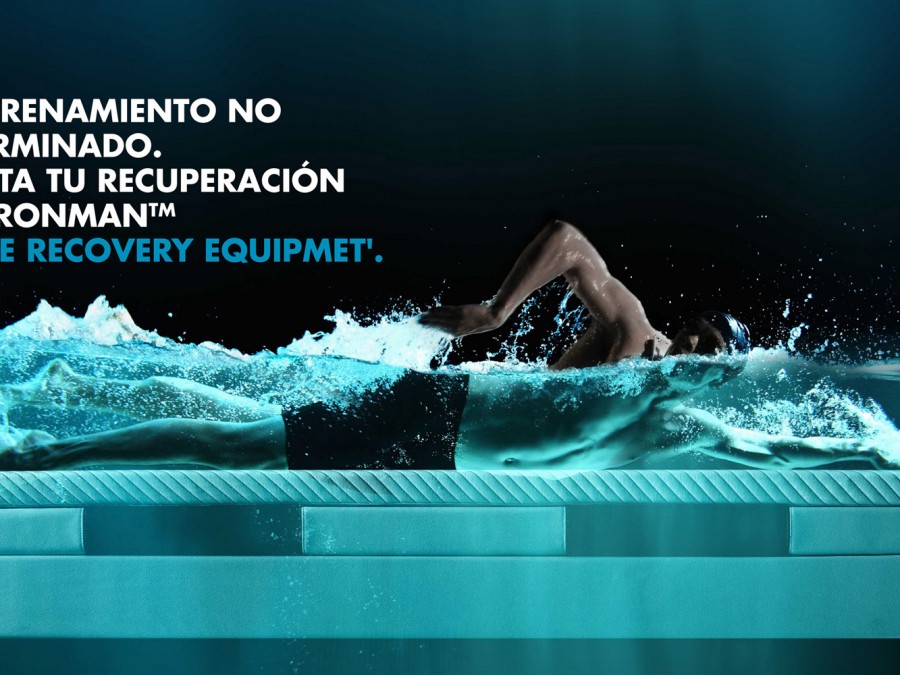 RENAMIENTO NO
RMINADO.
TA TU RECUPERACIÓN
RONMAN™
E RECOVERY EQUIPMET'.